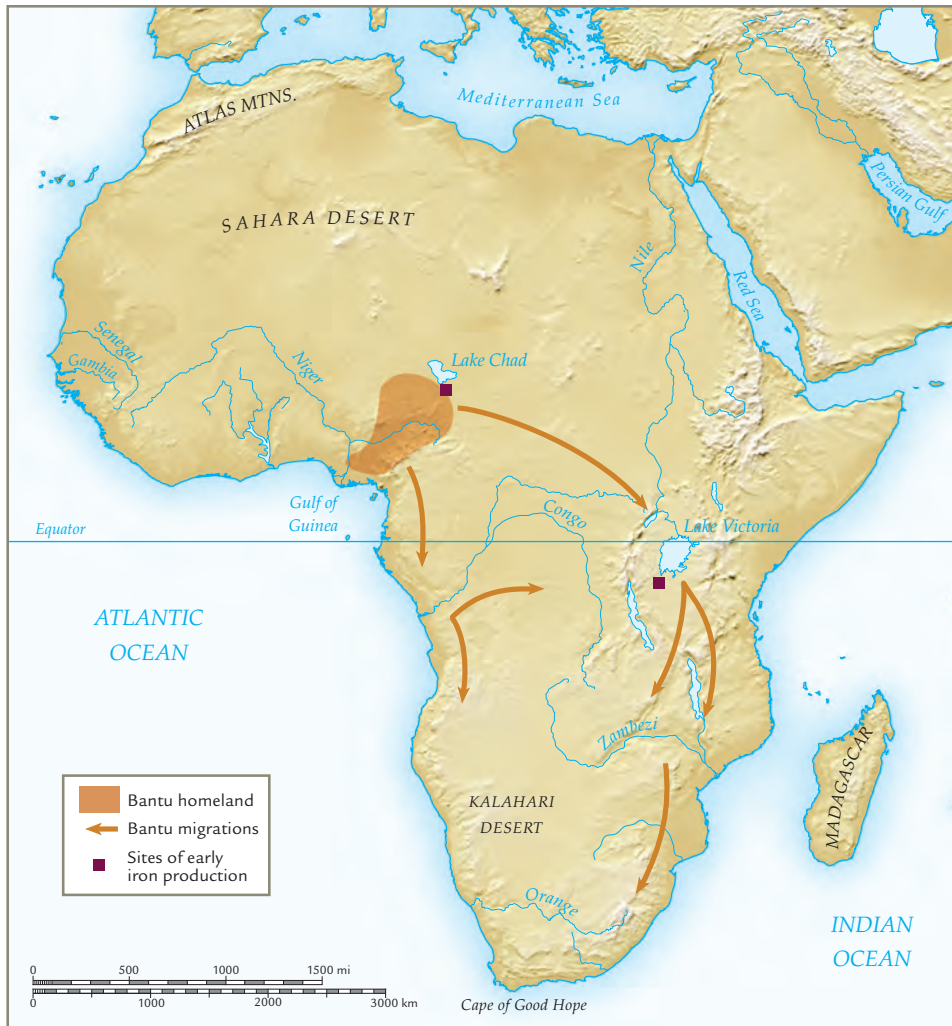 ATLAS MTNS.
Mediterranean Sea
SAHARA DESERT
Persian Gulf
Nile
Red Sea
Senegal
Gambia
Niger
Lake Chad
Gulf of
Guinea
Equator
Congo
Lake Victoria
ATLANTIC
OCEAN
Zambezi
MADAGASCAR
KALAHARI
DESERT
Orange
INDIAN
OCEAN
Cape of Good Hope
Bantu homeland
Bantu migrations
Sites of early
iron production
0 500 1000 1500 mi
0 1000 2000 3000 km